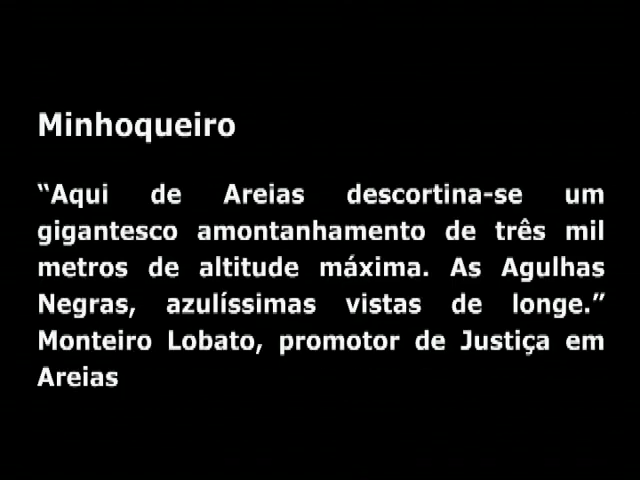 Minhoqueiro
“Aqui de Areias descortina-se um
gigantesco amontanhamento de três mil
metros de altitude máxima. As Agulhas
Negras, azulíssimas vistas de longe.”
Monteiro Lobato, promotor de Justiça em
Areias